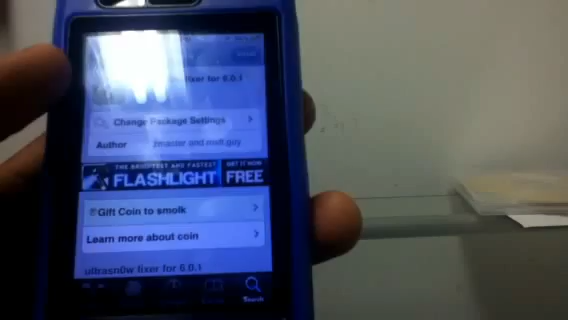 fixer for 6.0.1
Change Package Settings
Author
THE BRIGHTEST AND FASTEST
FLASHLIGHT
GET IT NOW
FREE
Gift Coin to smolk
Learn more about coin
ultrasn0w fixer for 6.0.1
Search